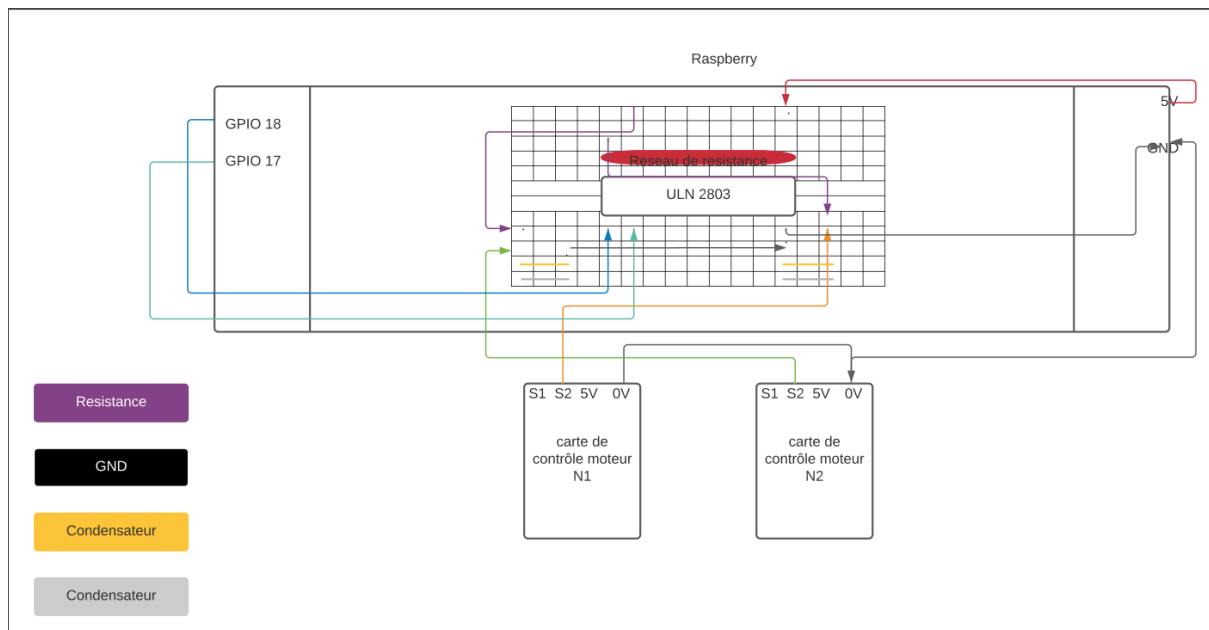 Raspberry
5V
GPIO 18
GND
GPIO 17
Reseau de resistance
ULN 2803
S1 S2 5V 0V
carte de
contrôle moteur
N1
S1 S2 5V 0V
carte de
contrôle moteur
N2
Resistance
GND
Condensateur
Condensateur